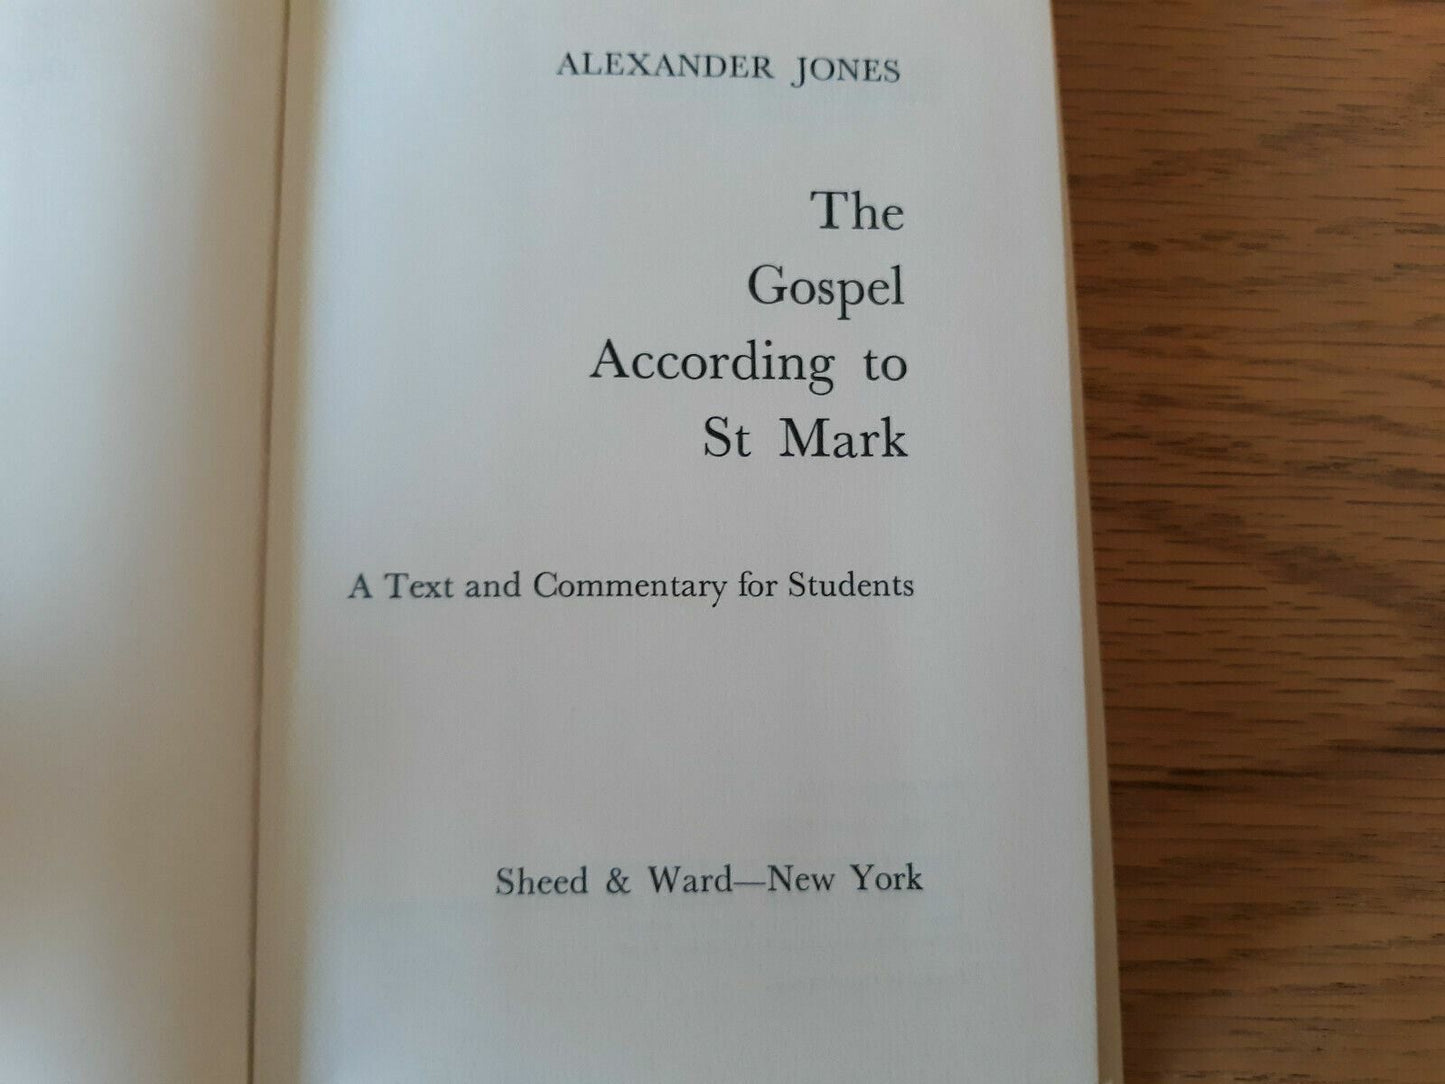 ALEXANDER JONES
The
Gospel
According to
St Mark
A Text and Commentary for Students
Sheed & Ward—New York